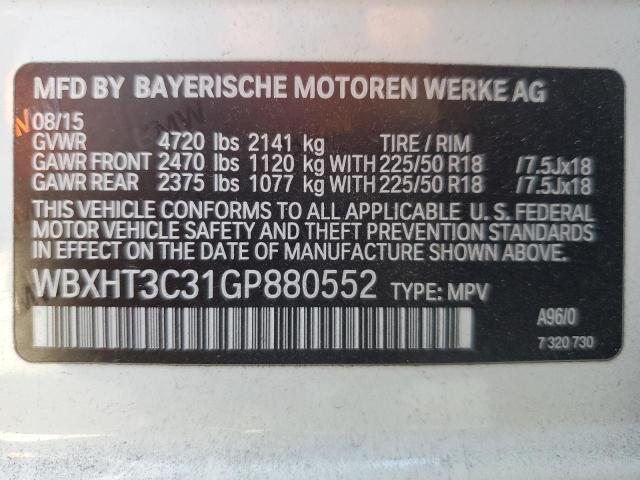 MFD BY BAYERISCHE MOTOREN WERKE AG
08/15
GVWR 4720 lbs 2141 kg TIRE / RIM
GAWR FRONT 2470 lbs 1120 kg WITH 225/50 R18 /7.5Jx18
GAWR REAR 2375 lbs 1077 kg WITH 225/50 R18 /7.5Jx18
THIS VEHICLE CONFORMS TO ALL APPLICABLE U. S. FEDERAL
MOTOR VEHICLE SAFETY AND THEFT PREVENTION STANDARDS
IN EFFECT ON THE DATE OF MANUFACTURE SHOWN ABOVE.
WBXHT3C31GP880552 TYPE: MPV
A96/0
7 320 730